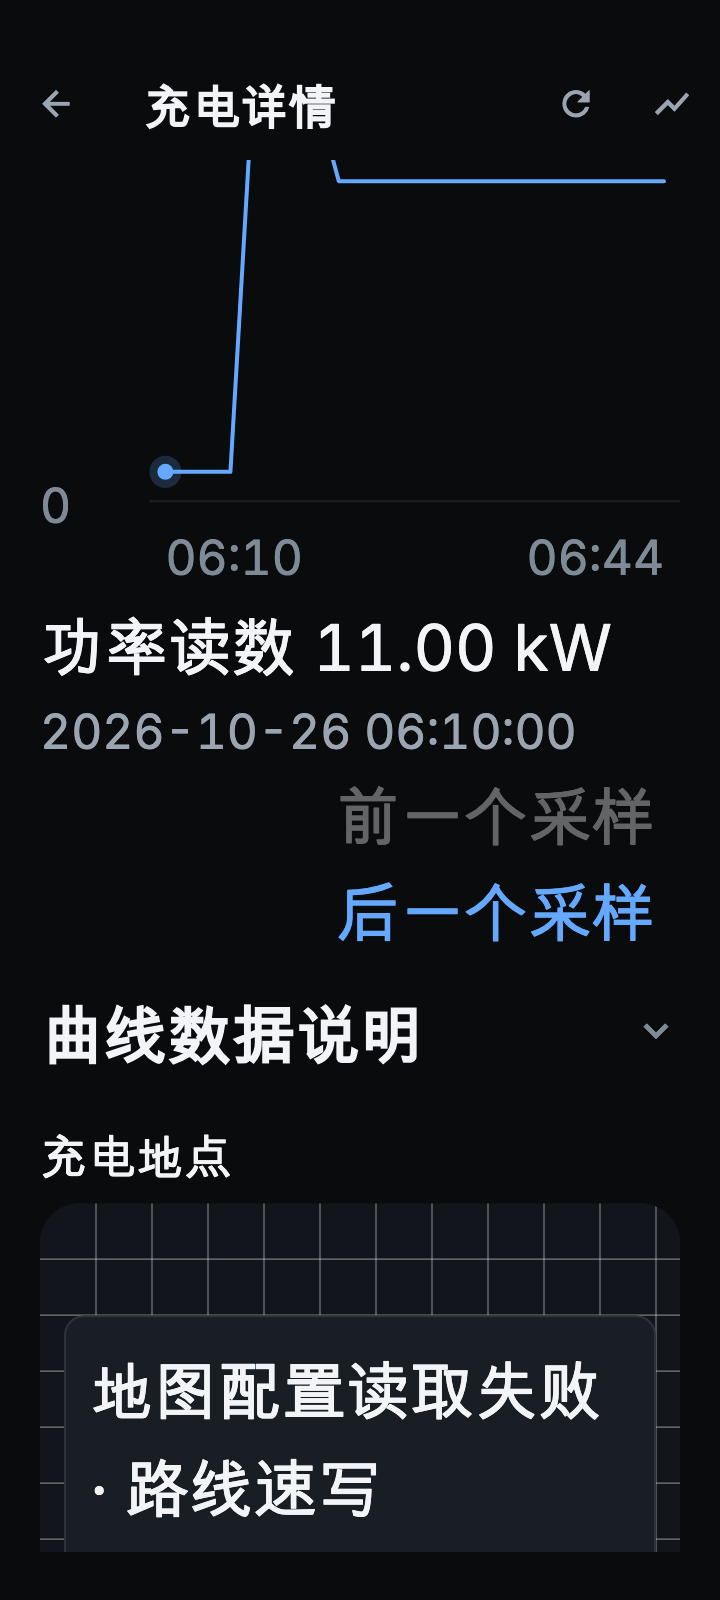 充电详情
0
06:10 06:44
功率读数 11.00 kW
2026-10-26 06:10:00
前一个采样
后一个采样
曲线数据说明
充电地点
地图配置读取失败
· 路线速写